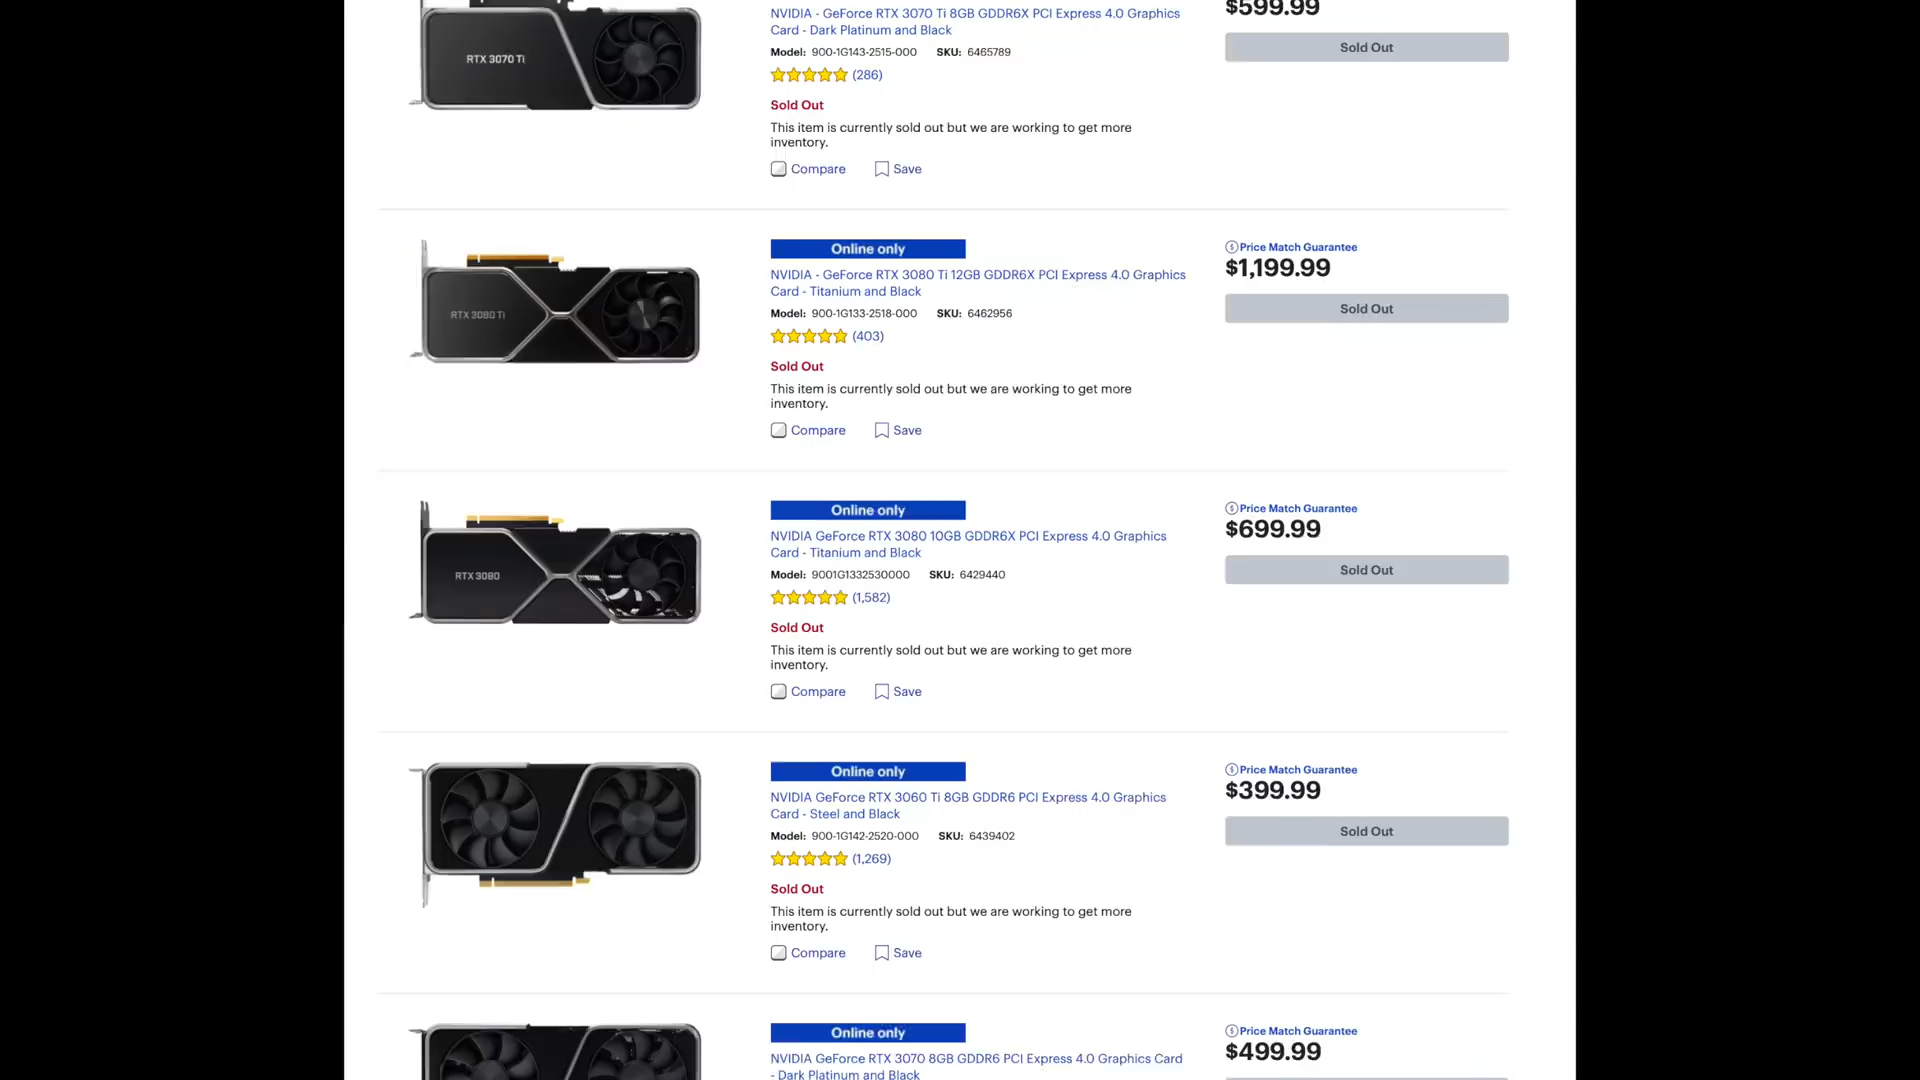 NVIDIA - GeForce RTX 3070 Ti 8GB GDDR6X PCI Express 4.0 Graphics
Card - Dark Platinum and Black
$599.99
RTX 3070 Ti
Model: 900-1G143-2515-000 SKU: 6465789
Sold Out
(286)
Sold Out
This item is currently sold out but we are working to get more
inventory.
Compare Save
Online only
Price Match Guarantee
NVIDIA - GeForce RTX 3080 Ti 12GB GDDR6X PCI Express 4.0 Graphics
Card - Titanium and Black
$1,199.99
RTX 3080 Ti
Model: 900-1G133-2518-000 SKU: 6462956
Sold Out
(403)
Sold Out
This item is currently sold out but we are working to get more
inventory.
Compare Save
Online only
Price Match Guarantee
NVIDIA GeForce RTX 3080 10GB GDDR6X PCI Express 4.0 Graphics
Card - Titanium and Black
$699.99
RTX 3080
Model: 9001G1332530000 SKU: 6429440
Sold Out
(1,582)
Sold Out
This item is currently sold out but we are working to get more
inventory.
Compare Save
Online only
Price Match Guarantee
NVIDIA GeForce RTX 3060 Ti 8GB GDDR6 PCI Express 4.0 Graphics
Card - Steel and Black
$399.99
Model: 900-1G142-2520-000 SKU: 6439402
Sold Out
(1,269)
Sold Out
This item is currently sold out but we are working to get more
inventory.
Compare Save
Online only
Price Match Guarantee
NVIDIA GeForce RTX 3070 8GB GDDR6 PCI Express 4.0 Graphics Card
- Dark Platinum and Black
$499.99